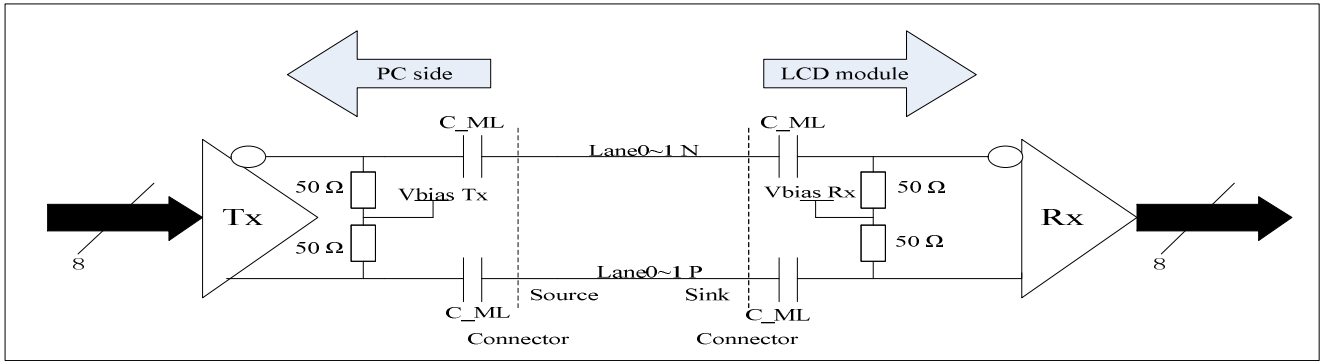 PC side
LCD module
C_ML
C_ML
Lane0~1 N
50 Ω
Vbias Tx
Vbias Rx
50 Ω
Tx
Rx
50 Ω
50 Ω
8
8
Lane0~1 P
Source
Sink
C_ML
C_ML
Connector
Connector